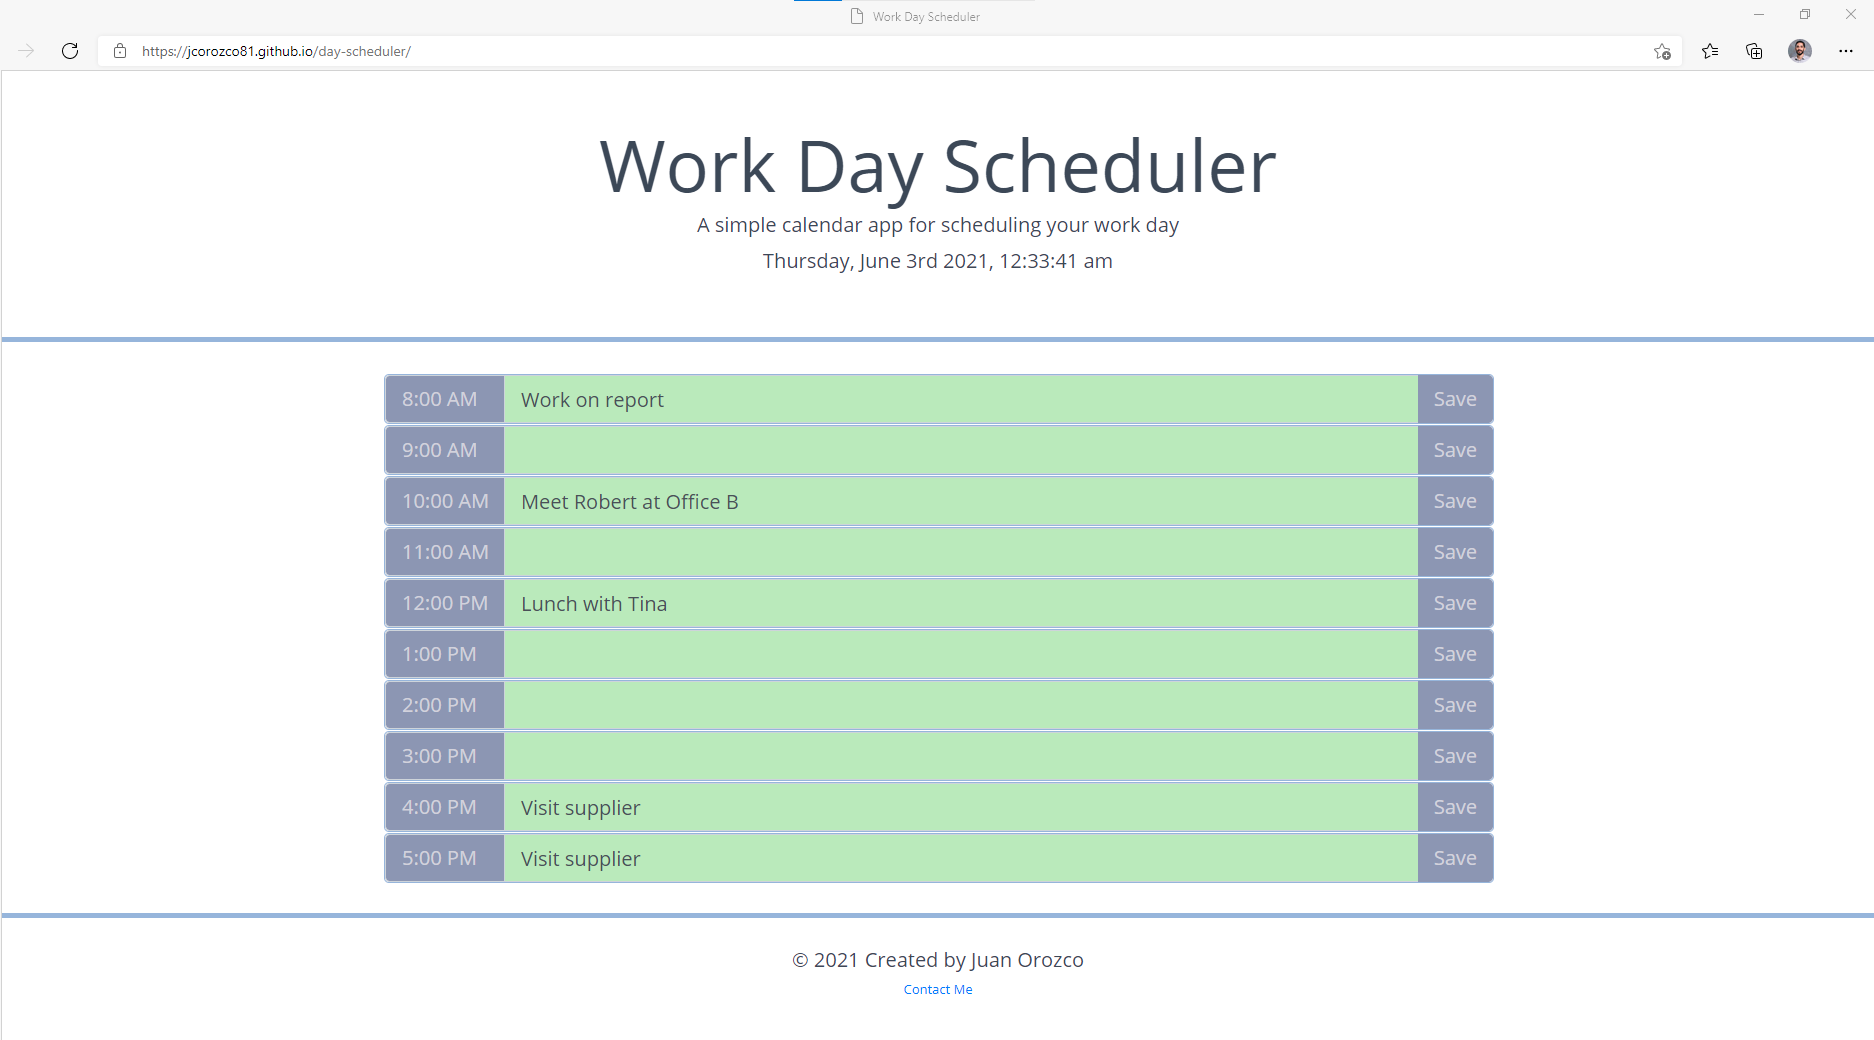 Work Day Scheduler
https://jcorozco81.github.io/day-scheduler/
Work Day Scheduler
A simple calendar app for scheduling your work day
Thursday, June 3rd 2021, 12:33:41 am
8:00 AM Work on report Save
9:00 AM Save
10:00 AM Meet Robert at Office B Save
11:00 AM Save
12:00 PM Lunch with Tina Save
1:00 PM Save
2:00 PM Save
3:00 PM Save
4:00 PM Visit supplier Save
5:00 PM Visit supplier Save
© 2021 Created by Juan Orozco
Contact Me